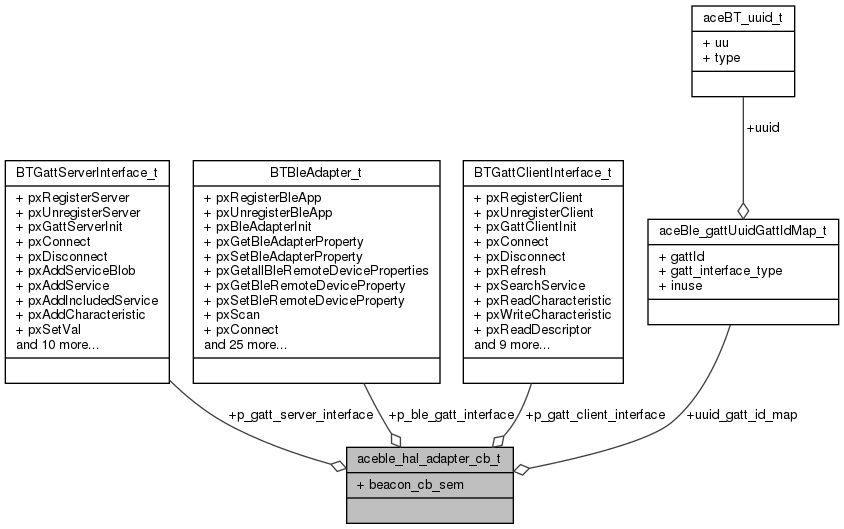 aceBT_uuid_t
+ uu
+ type
+uuid
BTGattServerInterface_t
+ pxRegisterServer
+ pxUnregisterServer
+ pxGattServerInit
+ pxConnect
+ pxDisconnect
+ pxAddServiceBlob
+ pxAddService
+ pxAddIncludedService
+ pxAddCharacteristic
+ pxSetVal
and 10 more...
BTBleAdapter_t
+ pxRegisterBleApp
+ pxUnregisterBleApp
+ pxBleAdapterInit
+ pxGetBleAdapterProperty
+ pxSetBleAdapterProperty
+ pxGetallBleRemoteDeviceProperties
+ pxGetBleRemoteDeviceProperty
+ pxSetBleRemoteDeviceProperty
+ pxScan
+ pxConnect
and 25 more...
BTGattClientInterface_t
+ pxRegisterClient
+ pxUnregisterClient
+ pxGattClientInit
+ pxConnect
+ pxDisconnect
+ pxRefresh
+ pxSearchService
+ pxReadCharacteristic
+ pxWriteCharacteristic
+ pxReadDescriptor
and 9 more...
aceBle_gattUuidGattIdMap_t
+ gattId
+ gatt_interface_type
+ inuse
+p_gatt_server_interface
+p_ble_gatt_interface
+p_gatt_client_interface
+uuid_gatt_id_map
aceble_hal_adapter_cb_t
+ beacon_cb_sem